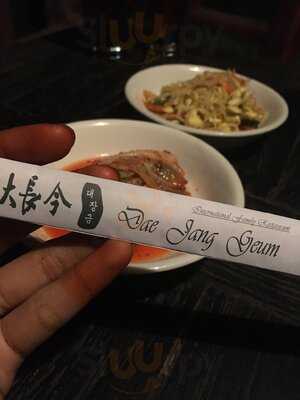 大長今
대장금
International Family Restaurant
Dae Jang Geum